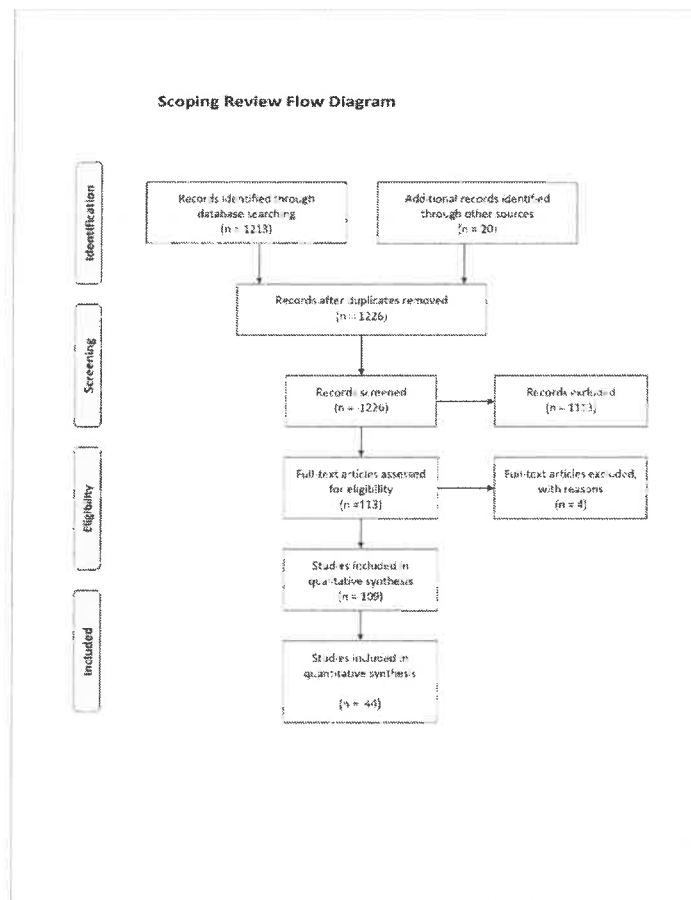 Scoping Review Flow Diagram
Identification
Records identified through
database searching
(n = 1213)
Additional records identified
through other sources
(n = 20)
Records after duplicates removed
(n = 1226)
Screening
Records screened
(n = 1226)
Records excluded
(n = 1113)
Eligibility
Full-text articles assessed
for eligibility
(n =113)
Full-text articles excluded,
with reasons
(n = 4)
Studies included in
qualitative synthesis
(n = 109)
Included
Studies included in
quantitative synthesis
(n = 44)